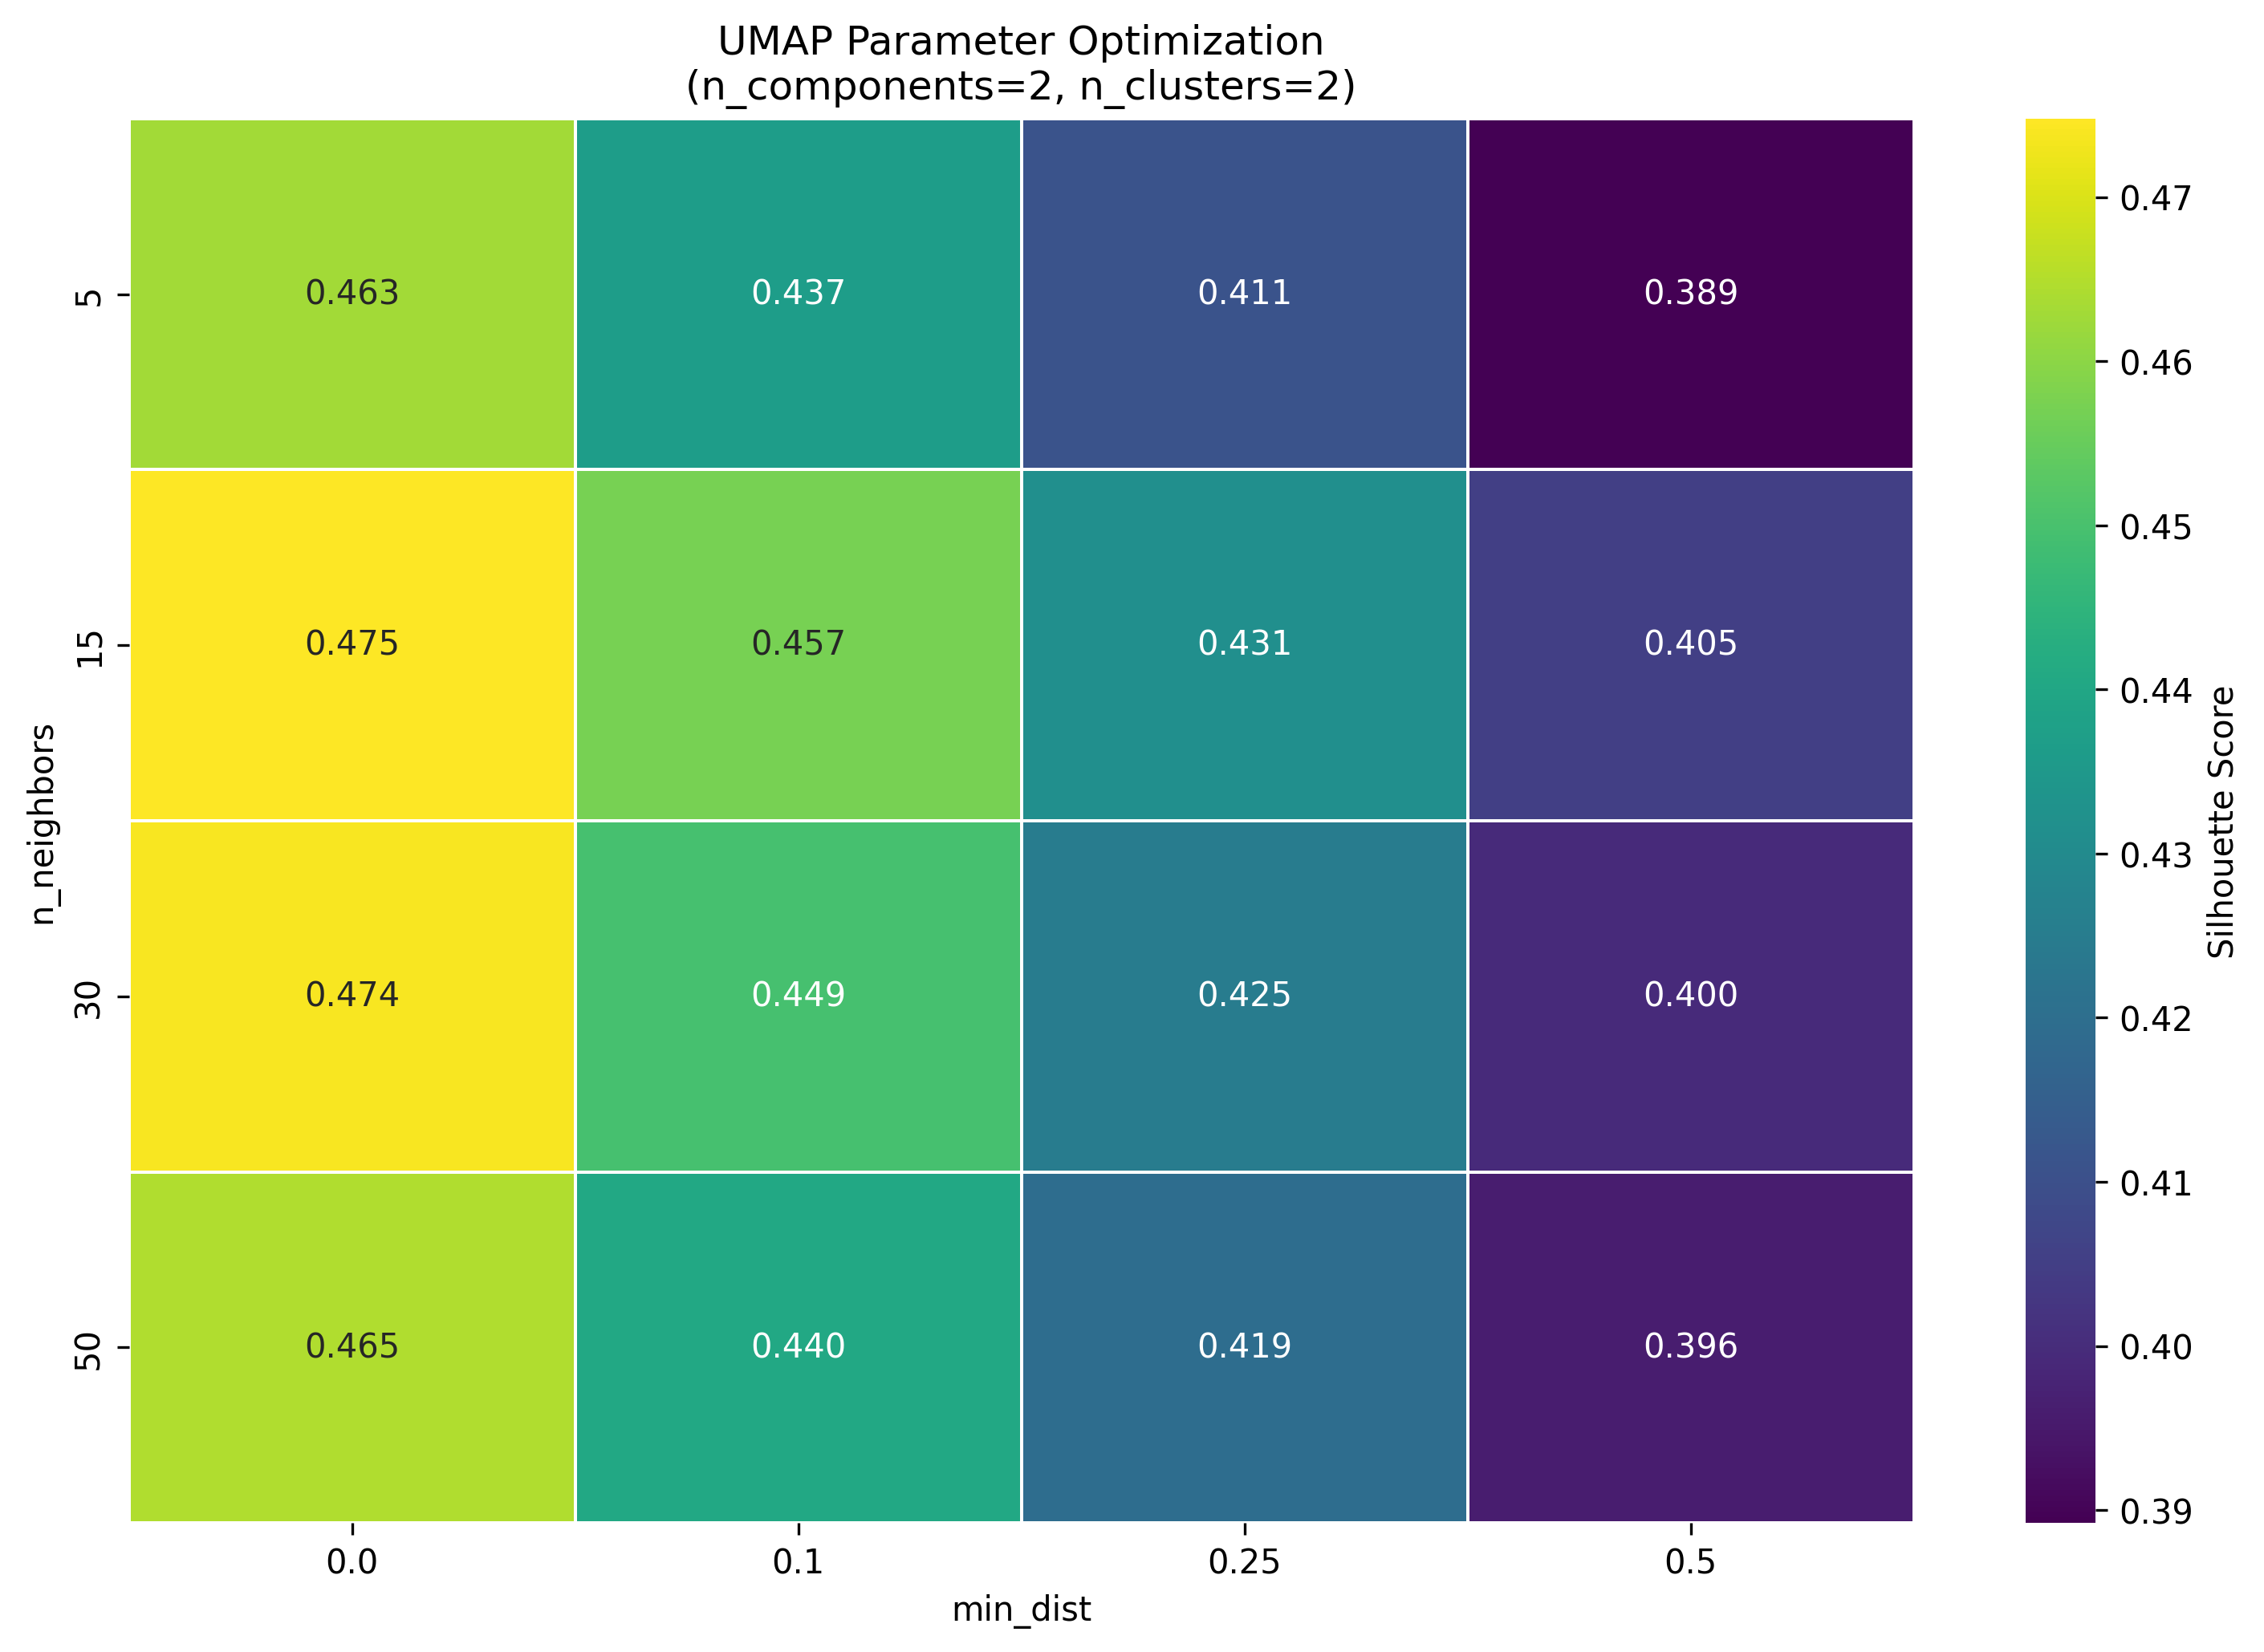 UMAP Parameter Optimization
(n_components=2, n_clusters=2)
n_neighbors
5
0.463 0.437 0.411 0.389
15
0.475 0.457 0.431 0.405
30
0.474 0.449 0.425 0.400
50
0.465 0.440 0.419 0.396
0.0 0.1 0.25 0.5
min_dist
0.47
0.46
0.45
0.44
0.43
0.42
0.41
0.40
0.39
Silhouette Score